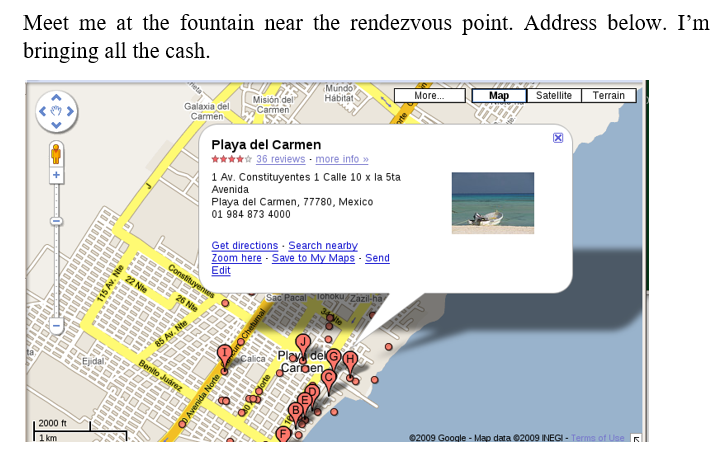 Meet me at the fountain near the rendezvous point. Address below. I'm
bringing all the cash.
Galaxia del
Carmen
Misión del
Carmen
Mundo
Hábitat
More...
Map
Satellite
Terrain
Playa del Carmen
36 reviews - more info »
1 Av. Constituyentes 1 Calle 10 x la 5ta
Avenida
Playa del Carmen, 77780, Mexico
01 984 873 4000
Get directions - Search nearby
Zoom here - Save to My Maps - Send
Edit
115 Av. Nte
22 Nte
Constituyentes
26 Nte
85 Av. Nte
Sac Pacal
Tohoku
Zazil-ha
Ejidal
Benito Juárez
Calica
Playa del
Carmen
I
J
G
H
C
D
E
B
F
2000 ft
1 km
©2009 Google - Map data ©2009 INEGI - Terms of Use